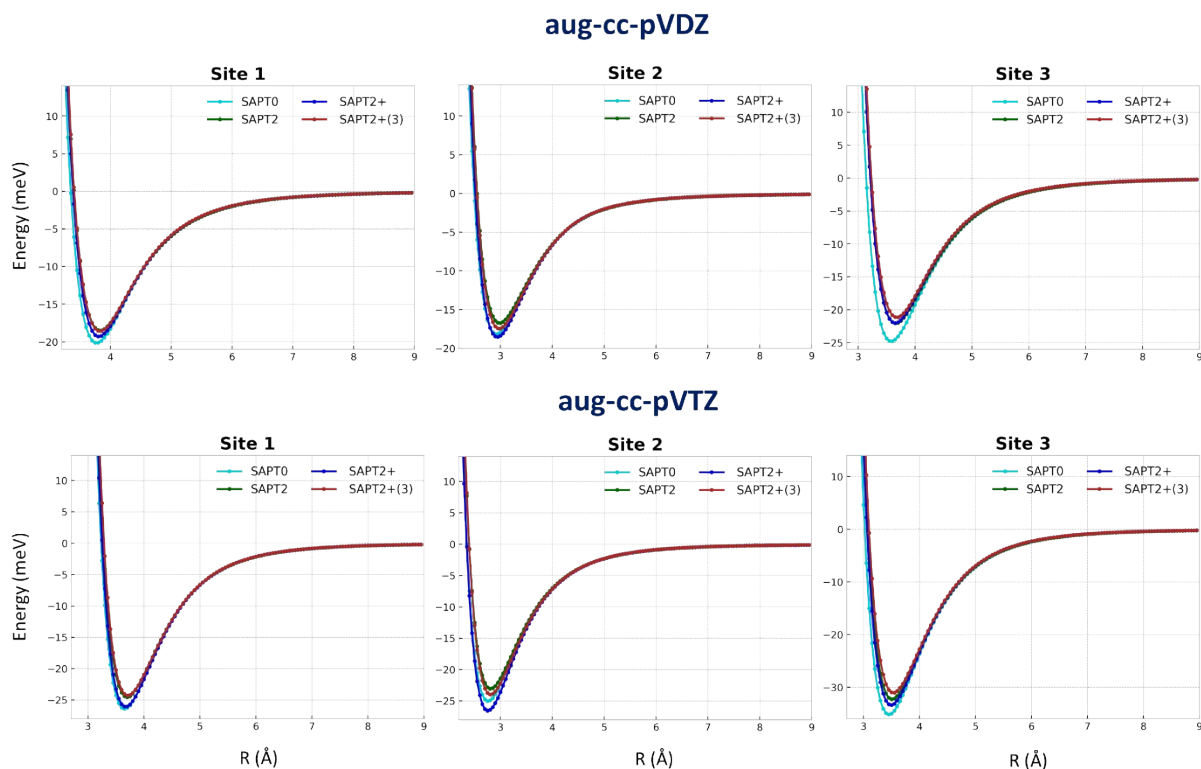 aug-cc-pVDZ
Site 1
SAPT0
SAPT2+
SAPT2
SAPT2+(3)
Energy (meV)
10
5
0
−5
−10
−15
−20
4
5
6
7
8
9
Site 2
SAPT0
SAPT2+
SAPT2
SAPT2+(3)
10
5
0
−5
−10
−15
−20
3
4
5
6
7
8
9
Site 3
SAPT0
SAPT2+
SAPT2
SAPT2+(3)
10
5
0
−5
−10
−15
−20
−25
3
4
5
6
7
8
9
aug-cc-pVTZ
Site 1
SAPT0
SAPT2+
SAPT2
SAPT2+(3)
Energy (meV)
10
5
0
−5
−10
−15
−20
−25
3
4
5
6
7
8
9
R (Å)
Site 2
SAPT0
SAPT2+
SAPT2
SAPT2+(3)
10
5
0
−5
−10
−15
−20
−25
3
4
5
6
7
8
9
R (Å)
Site 3
SAPT0
SAPT2+
SAPT2
SAPT2+(3)
10
0
−10
−20
−30
3
4
5
6
7
8
9
R (Å)